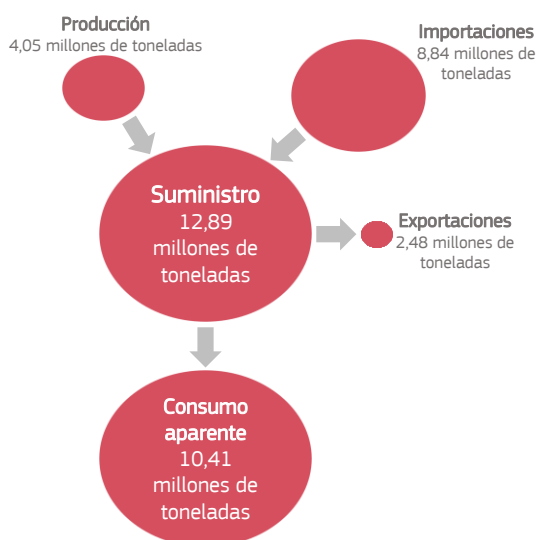 Producción
4,05 millones de toneladas
Importaciones
8,84 millones de
toneladas
Suministro
12,89
millones de
toneladas
Exportaciones
2,48 millones de
toneladas
Consumo
aparente
10,41
millones de
toneladas